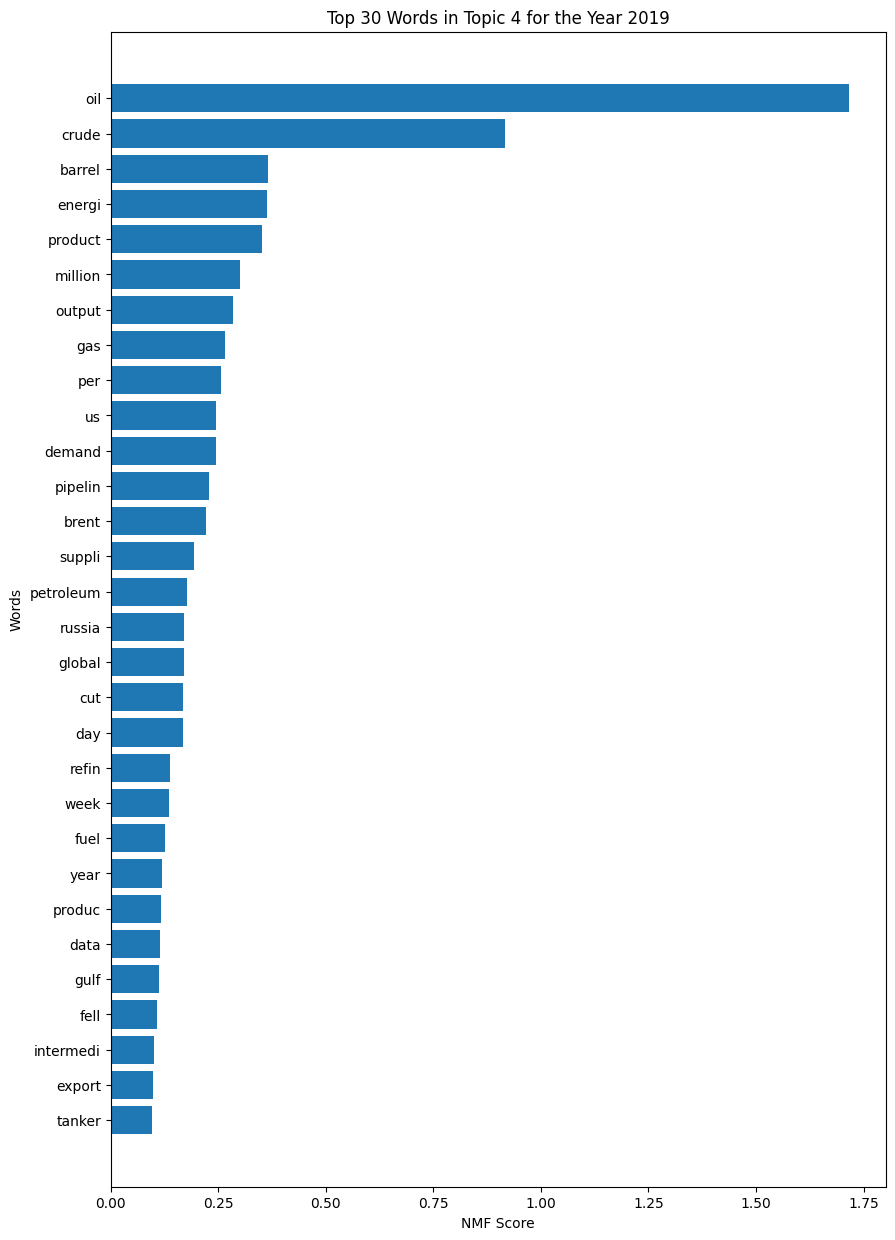 Top 30 Words in Topic 4 for the Year 2019
oil
crude
barrel
energi
product
million
output
gas
per
us
demand
pipelin
brent
suppli
petroleum
russia
global
cut
day
refin
week
fuel
year
produc
data
gulf
fell
intermedi
export
tanker
Words
0.00 0.25 0.50 0.75 1.00 1.25 1.50 1.75
NMF Score